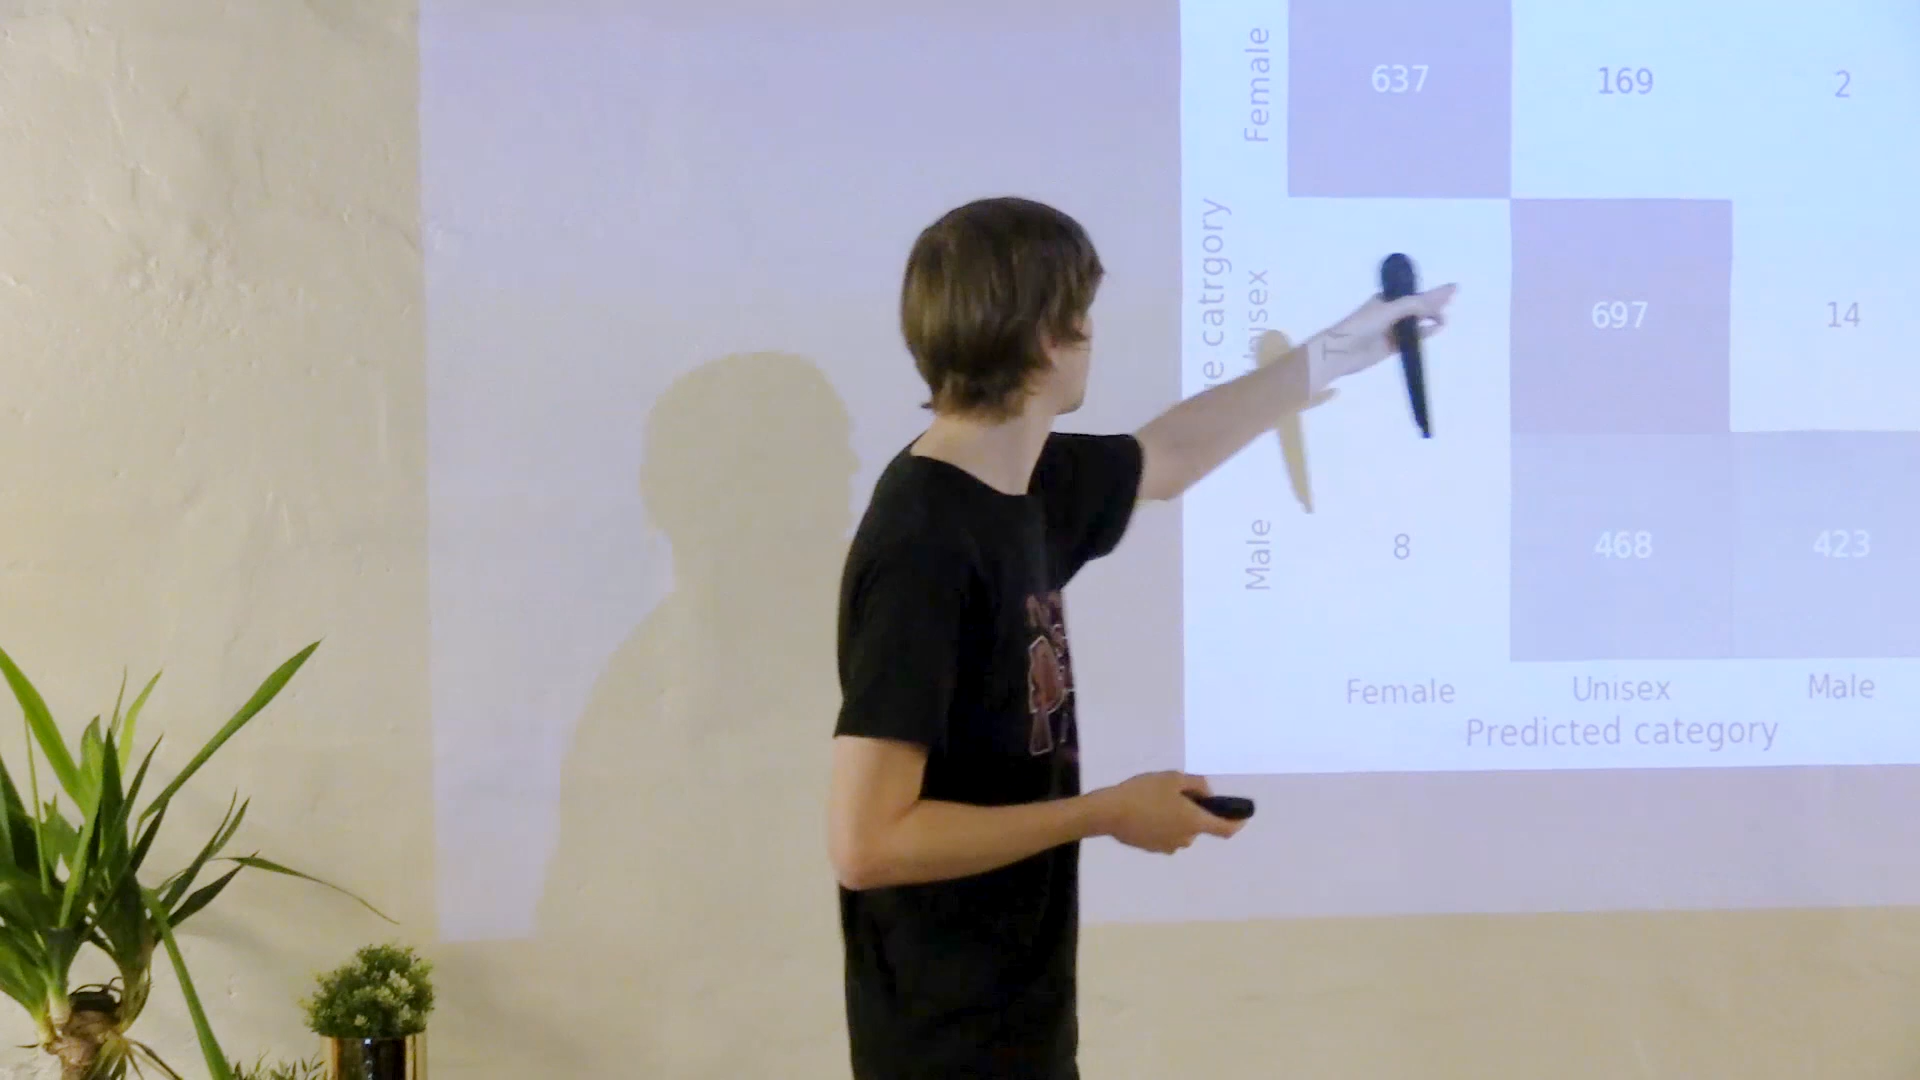 Female 637 169 2
697 14
Male 8 468 423
catrgory
Female Unisex Male
Predicted category